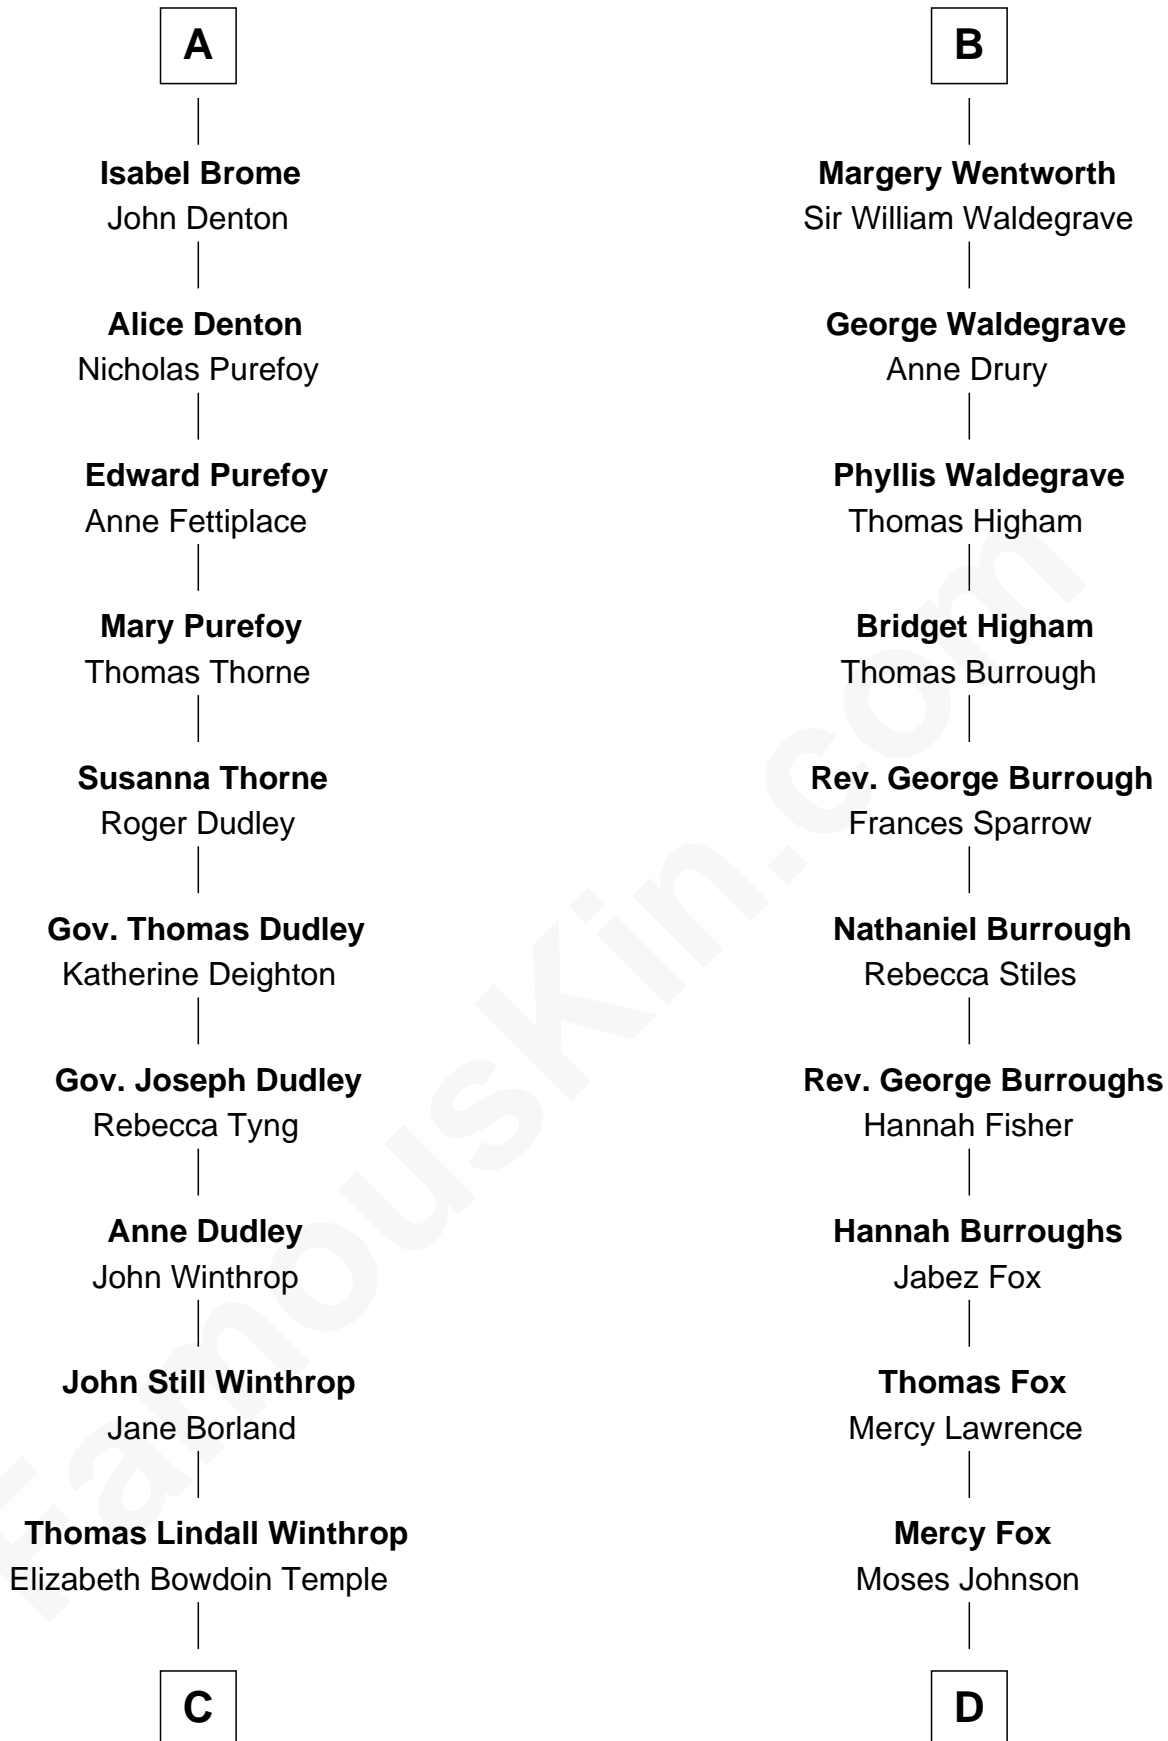 A
Isabel Brome
John Denton
Alice Denton
Nicholas Purefoy
Edward Purefoy
Anne Fettiplace
Mary Purefoy
Thomas Thorne
Susanna Thorne
Roger Dudley
Gov. Thomas Dudley
Katherine Deighton
Gov. Joseph Dudley
Rebecca Tyng
Anne Dudley
John Winthrop
John Still Winthrop
Jane Borland
Thomas Lindall Winthrop
Elizabeth Bowdoin Temple
C
B
Margery Wentworth
Sir William Waldegrave
George Waldegrave
Anne Drury
Phyllis Waldegrave
Thomas Higham
Bridget Higham
Thomas Burrough
Rev. George Burrough
Frances Sparrow
Nathaniel Burrough
Rebecca Stiles
Rev. George Burroughs
Hannah Fisher
Hannah Burroughs
Jabez Fox
Thomas Fox
Mercy Lawrence
Mercy Fox
Moses Johnson
D
FamousKin.com